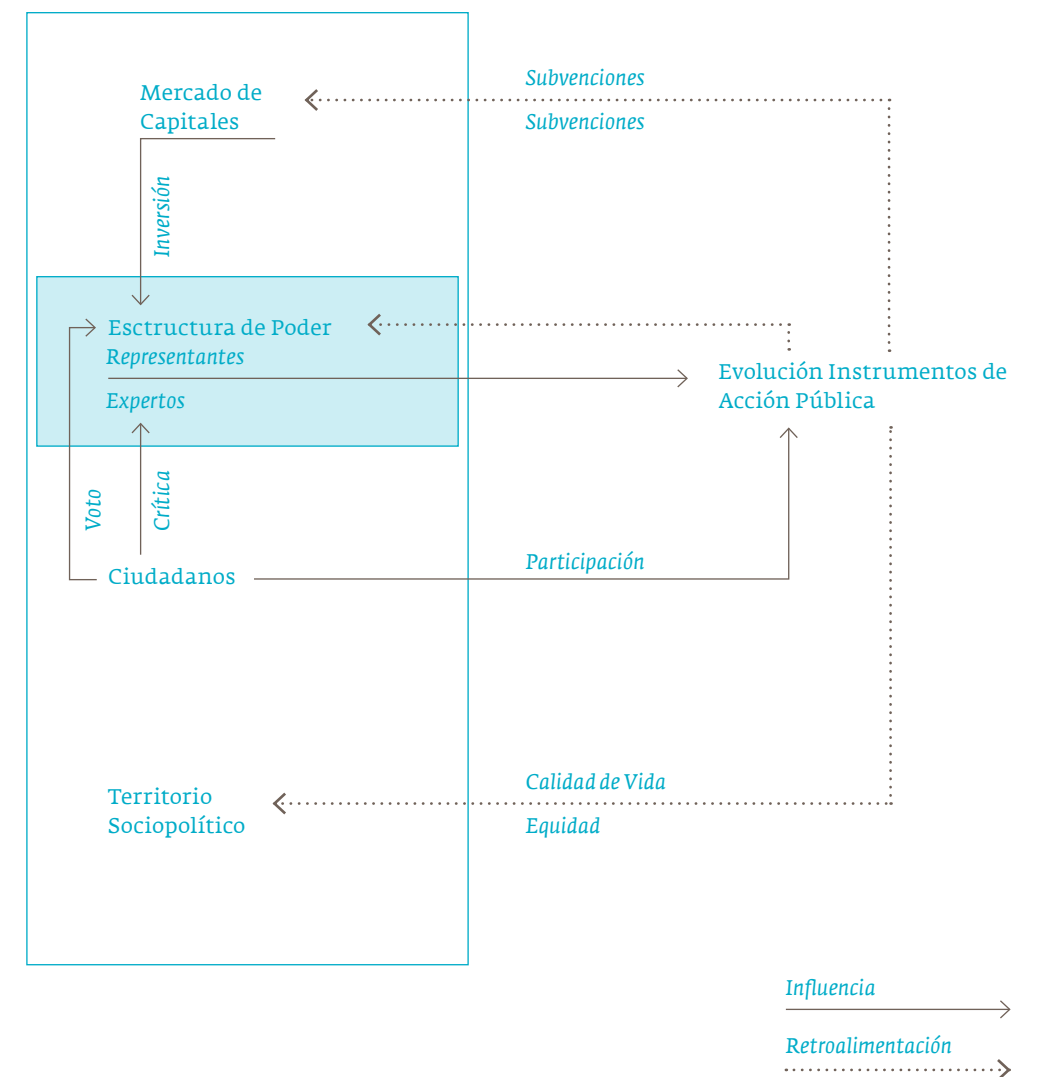 Mercado de
Capitales
Subvenciones
Subvenciones
Inversión
Esctructura de Poder
Representantes
Expertos
Evolución Instrumentos de
Acción Pública
Voto
Crítica
Ciudadanos
Participación
Territorio
Sociopolítico
Calidad de Vida
Equidad
Influencia
Retroalimentación